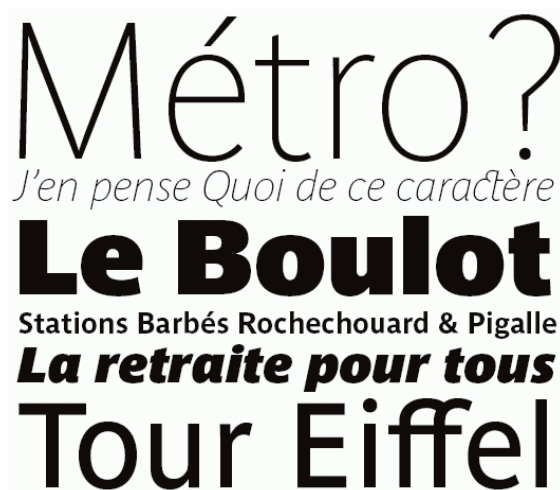 Métro?
J'en pense Quoi de ce caractère
Le Boulot
Stations Barbés Rochechouard & Pigalle
La retraite pour tous
Tour Eiffel